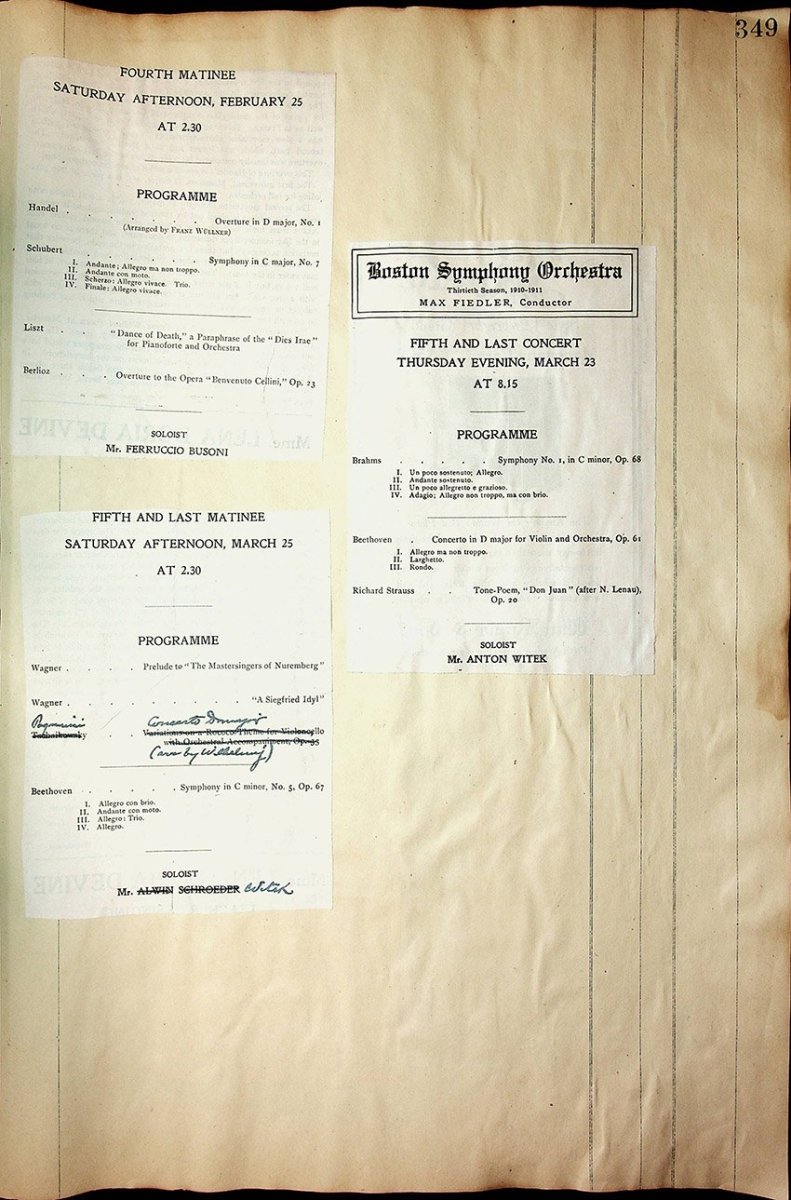 349
FOURTH MATINEE
SATURDAY AFTERNOON, FEBRUARY 25
AT 2.30
PROGRAMME
Handel . . . . . . Overture in D major, No. 1
(Arranged by FRANZ WÜLLNER)
Schubert . . . . . . Symphony in C major, No. 7
I. Andante; Allegro ma non troppo.
II. Andante con moto.
III. Scherzo: Allegro vivace. Trio.
IV. Finale: Allegro vivace.
Liszt . . "Dance of Death," a Paraphrase of the "Dies Irae"
for Pianoforte and Orchestra
Berlioz . . . Overture to the Opera "Benvenuto Cellini," Op. 23
SOLOIST
Mr. FERRUCCIO BUSONI
FIFTH AND LAST MATINEE
SATURDAY AFTERNOON, MARCH 25
AT 2.30
PROGRAMME
Wagner . . . . Prelude to "The Mastersingers of Nuremberg"
Wagner . . . . . . . . . "A Siegfried Idyl"
Paganini Concerto D major
Tschaikowsky . . Variations on a Rococo Theme for Violoncello
with Orchestral Accompaniment, Op. 33
(arr by Wilhelmj)
Beethoven . . . . . Symphony in C minor, No. 5, Op. 67
I. Allegro con brio.
II. Andante con moto.
III. Allegro: Trio.
IV. Allegro.
SOLOIST
Mr. ALWIN SCHROEDER Witek
Boston Symphony Orchestra
Thirtieth Season, 1910-1911
MAX FIEDLER, Conductor
FIFTH AND LAST CONCERT
THURSDAY EVENING, MARCH 23
AT 8.15
PROGRAMME
Brahms . . . . . Symphony No. 1, in C minor, Op. 68
I. Un poco sostenuto; Allegro.
II. Andante sostenuto.
III. Un poco allegretto e grazioso.
IV. Adagio; Allegro non troppo, ma con brio.
Beethoven . Concerto in D major for Violin and Orchestra, Op. 61
I. Allegro ma non troppo.
II. Larghetto.
III. Rondo.
Richard Strauss . . Tone-Poem, "Don Juan" (after N. Lenau),
Op. 20
SOLOIST
Mr. ANTON WITEK